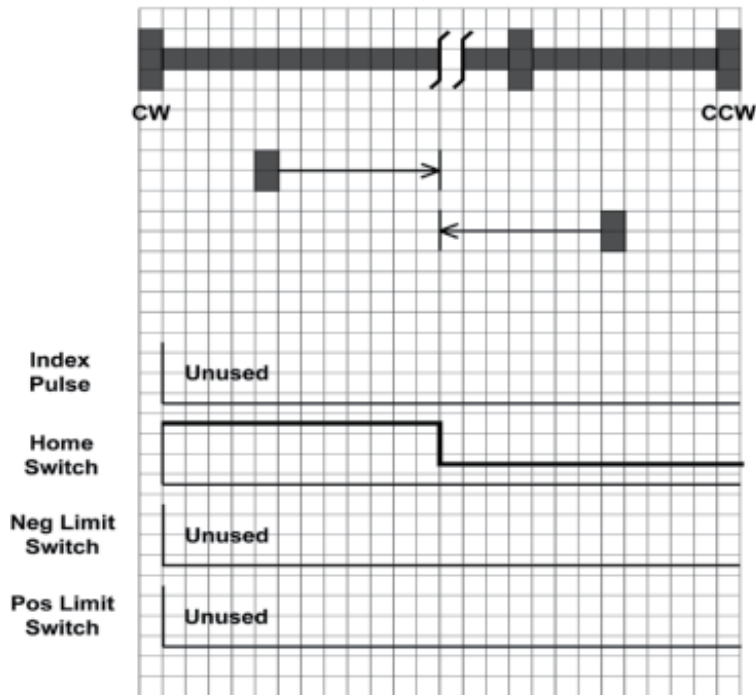 CW
CCW
Index
Pulse
Unused
Home
Switch
Neg Limit
Switch
Unused
Pos Limit
Switch
Unused